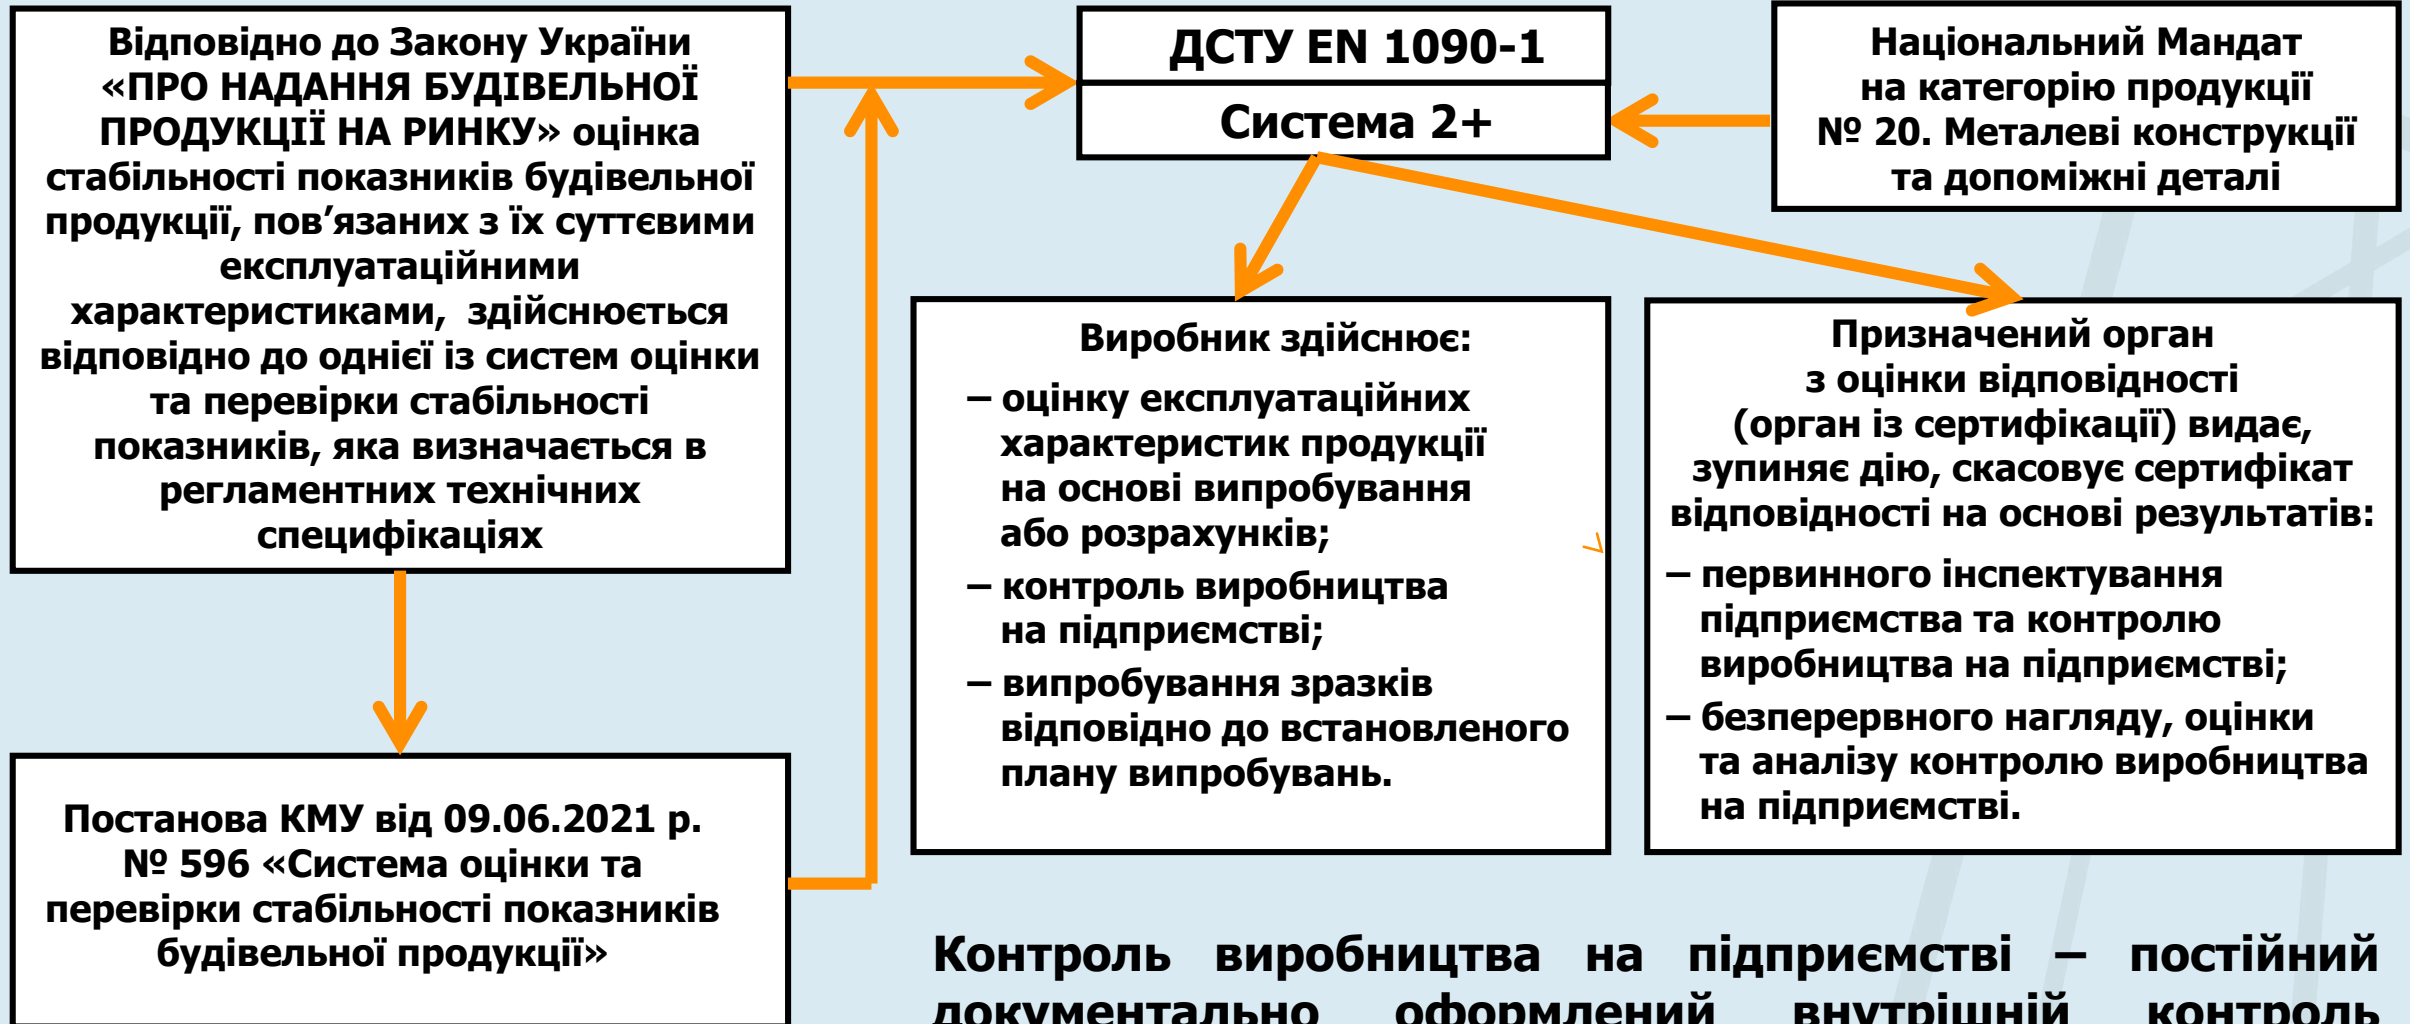 Відповідно до Закону України
«ПРО НАДАННЯ БУДІВЕЛЬНОЇ
ПРОДУКЦІЇ НА РИНКУ» оцінка
стабільності показників будівельної
продукції, пов’язаних з їх суттєвими
експлуатаційними
характеристиками, здійснюється
відповідно до однієї із систем оцінки
та перевірки стабільності
показників, яка визначається в
регламентних технічних
специфікаціях
Постанова КМУ від 09.06.2021 р.
№ 596 «Система оцінки та
перевірки стабільності показників
будівельної продукції»
ДСТУ EN 1090-1
Система 2+
Національний Мандат
на категорію продукції
№ 20. Металеві конструкції
та допоміжні деталі
Виробник здійснює:
– оцінку експлуатаційних
характеристик продукції
на основі випробування
або розрахунків;
– контроль виробництва
на підприємстві;
– випробування зразків
відповідно до встановленого
плану випробувань.
Призначений орган
з оцінки відповідності
(орган із сертифікації) видає,
зупиняє дію, скасовує сертифікат
відповідності на основі результатів:
– первинного інспектування
підприємства та контролю
виробництва на підприємстві;
– безперервного нагляду, оцінки
та аналізу контролю виробництва
на підприємстві.
Контроль виробництва на підприємстві – постійний
документально оформлений внутрішній контроль